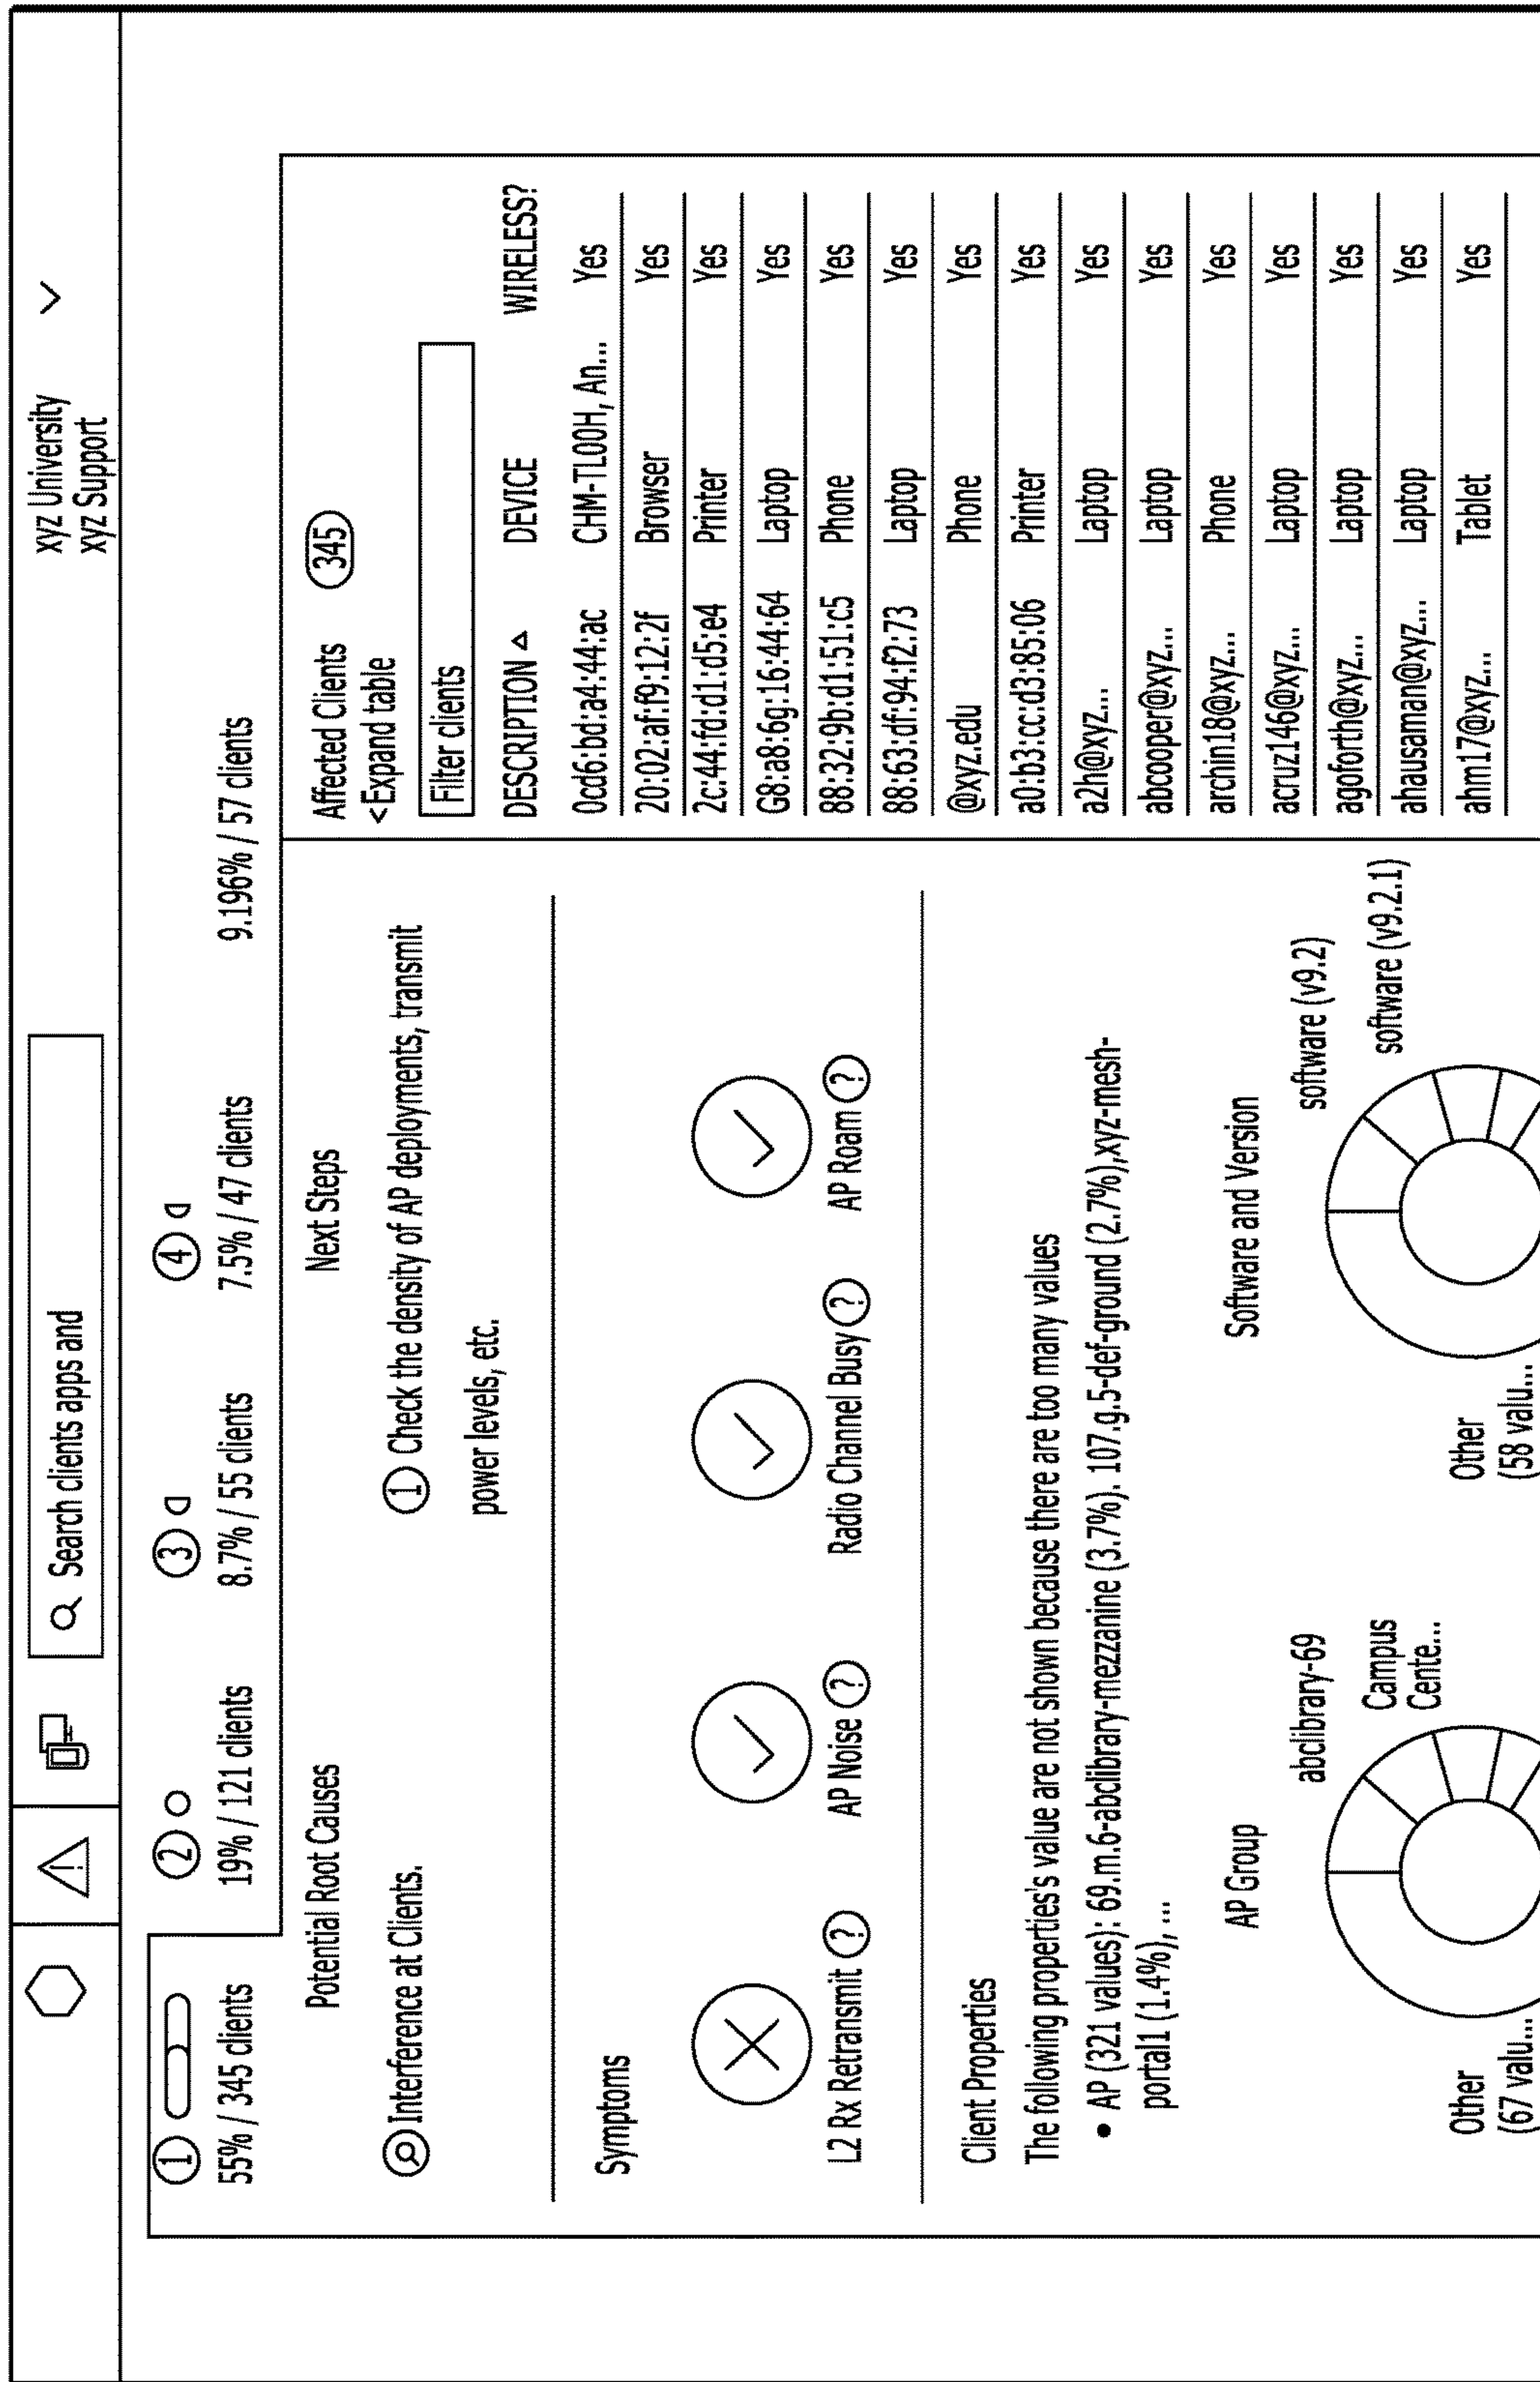 Search clients apps and
xyz University
xyz Support
1
2
3
4
55% / 345 clients
19% / 121 clients
8.7% / 55 clients
7.5% / 47 clients
9.196% / 57 clients
Potential Root Causes
Interference at Clients.
Next Steps
1 Check the density of AP deployments, transmit
power levels, etc.
Symptoms
L2 Rx Retransmit ?
AP Noise ?
Radio Channel Busy ?
AP Roam ?
Client Properties
The following properties's value are not shown because there are too many values
• AP (321 values): 69.m.6-abclibrary-mezzanine (3.7%). 107.g.5-def-ground (2.7%),xyz-mesh-
portal1 (1.4%), ...
AP Group
abclibrary-69
Campus
Cente...
Other
(67 valu...
Software and Version
software (v9.2)
software (v9.2.1)
Other
(58 valu...
Affected Clients 345
<Expand table
Filter clients
DESCRIPTION DEVICE WIRELESS?
0cd6:bd:a4:44:ac CHM-TL00H, An... Yes
20:02:af:f9:12:2f Browser Yes
2c:44:fd:d1:d5:e4 Printer Yes
G8:a8:6g:16:44:64 Laptop Yes
88:32:9b:d1:51:c5 Phone Yes
88:63:df:94:f2:73 Laptop Yes
@xyz.edu Phone Yes
a0:b3:cc:d3:85:06 Printer Yes
a2h@xyz... Laptop Yes
abcooper@xyz... Laptop Yes
archin18@xyz... Phone Yes
acruz146@xyz... Laptop Yes
agoforth@xyz... Laptop Yes
ahausaman@xyz... Laptop Yes
ahm17@xyz... Tablet Yes